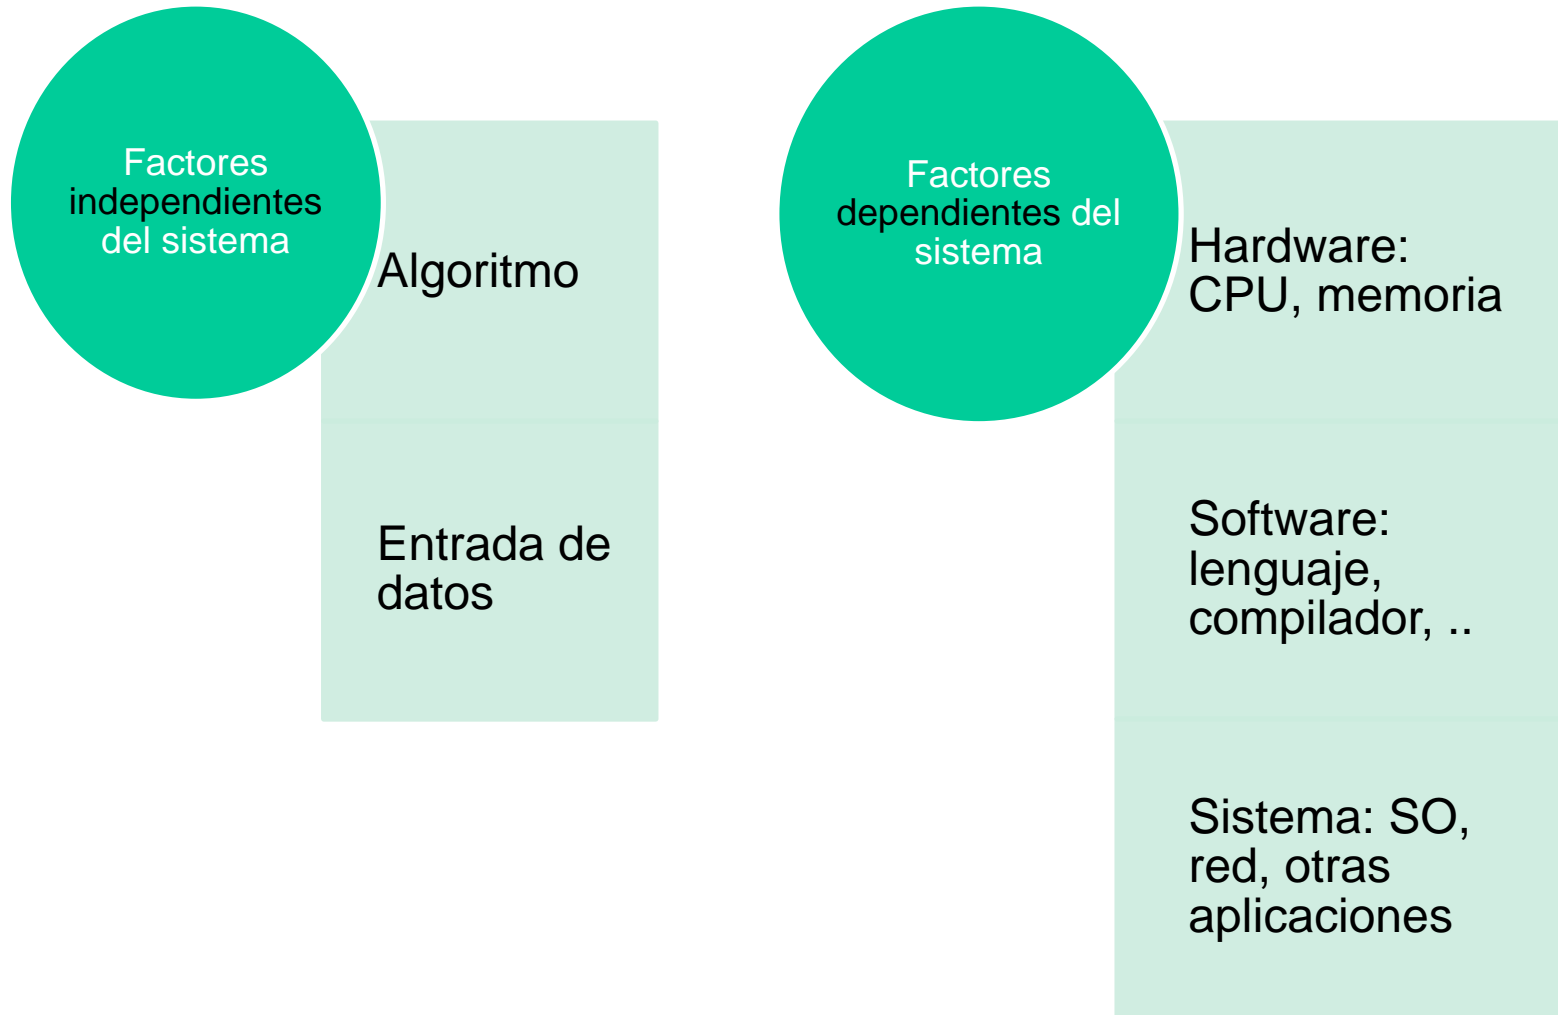 Factores
independientes
del sistema
Algoritmo
Entrada de
datos
Factores
dependientes del
sistema
Hardware:
CPU, memoria
Software:
lenguaje,
compilador, ..
Sistema: SO,
red, otras
aplicaciones